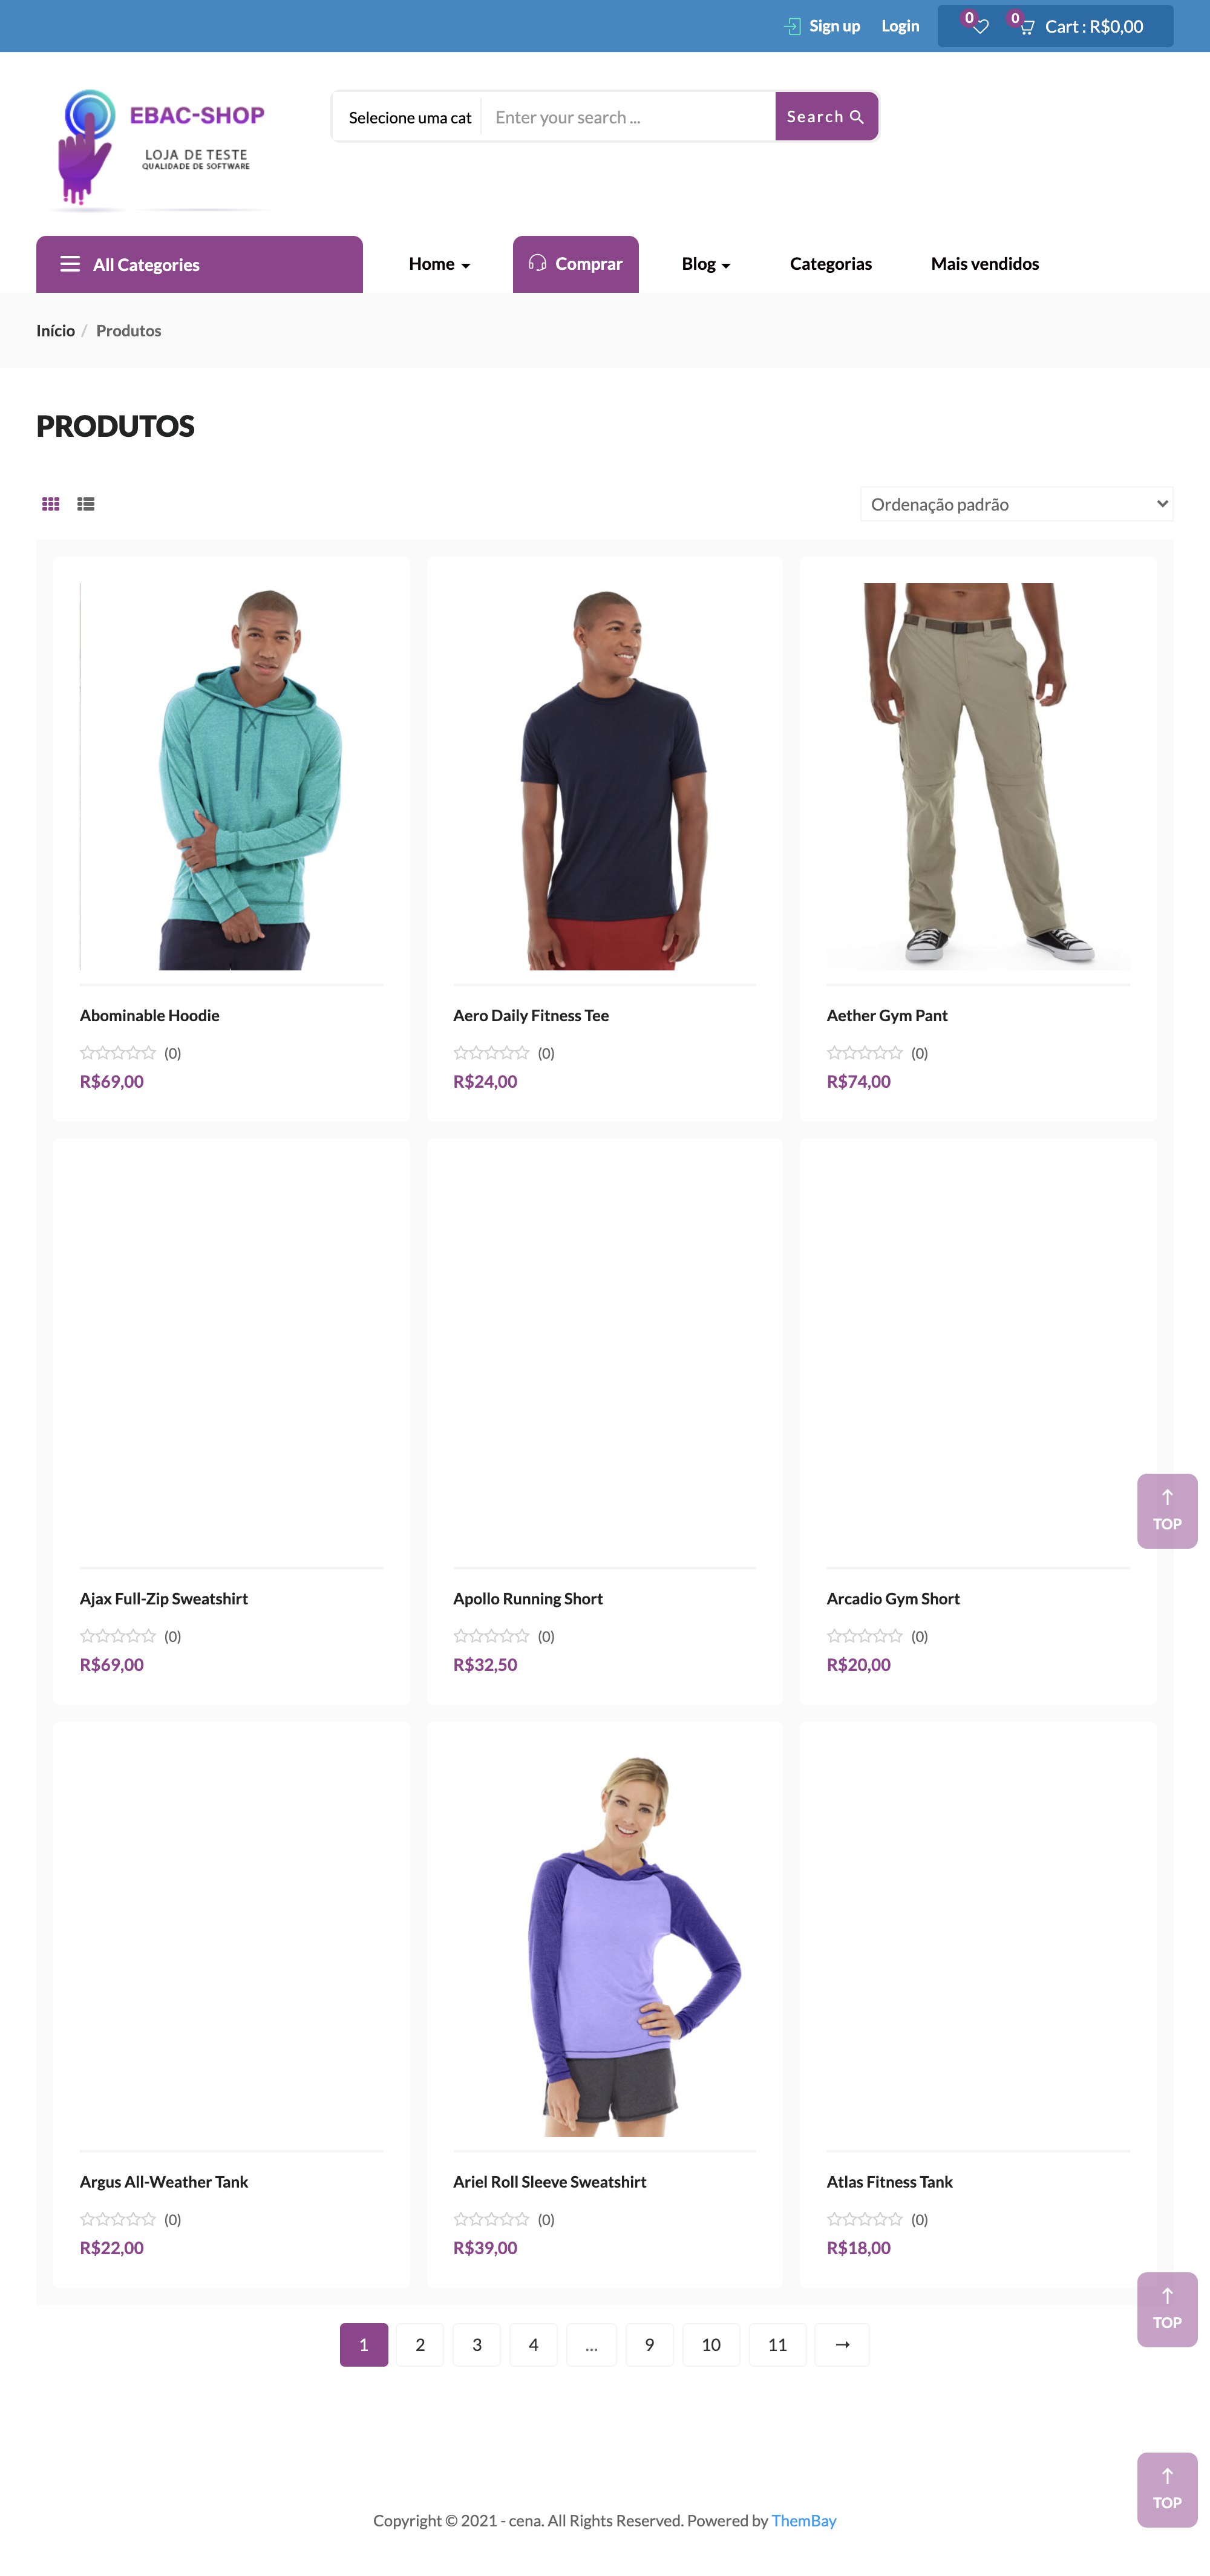 Sign up
Login
0
0
Cart : R$0,00
EBAC-SHOP
LOJA DE TESTE
QUALIDADE DE SOFTWARE
Selecione uma cat
Enter your search ...
Search
All Categories
Home
Comprar
Blog
Categorias
Mais vendidos
Início / Produtos
PRODUTOS
Ordenação padrão
Abominable Hoodie
(0)
R$69,00
Aero Daily Fitness Tee
(0)
R$24,00
Aether Gym Pant
(0)
R$74,00
TOP
Ajax Full-Zip Sweatshirt
(0)
R$69,00
Apollo Running Short
(0)
R$32,50
Arcadio Gym Short
(0)
R$20,00
Argus All-Weather Tank
(0)
R$22,00
Ariel Roll Sleeve Sweatshirt
(0)
R$39,00
Atlas Fitness Tank
(0)
R$18,00
TOP
1 2 3 4 ... 9 10 11 →
TOP
Copyright © 2021 - cena. All Rights Reserved. Powered by ThemBay